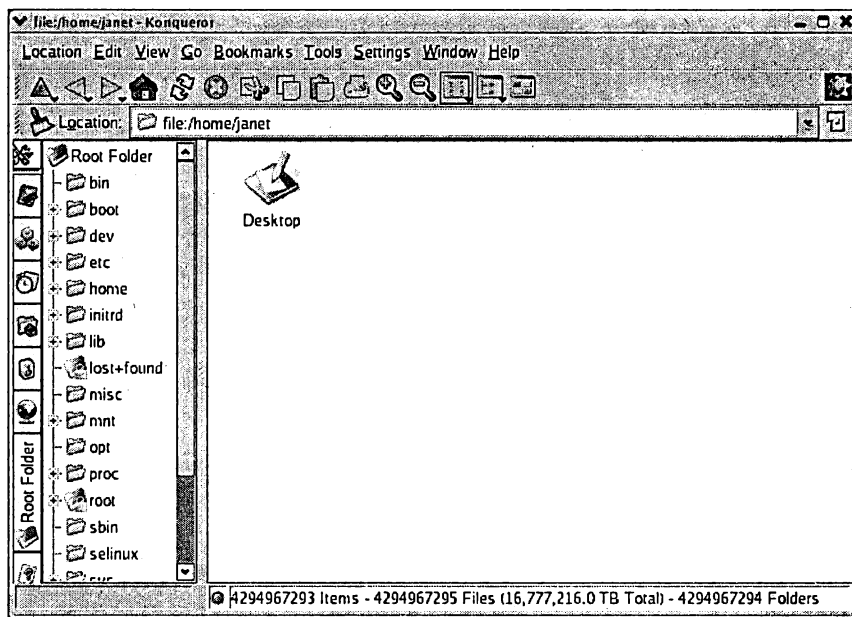 file:/home/janet - Konqueror
Location Edit View Go Bookmarks Tools Settings Window Help
Location: file:/home/janet
Root Folder
bin
boot
dev
etc
home
initrd
lib
lost+found
misc
mnt
opt
proc
root
sbin
selinux
Root Folder
Desktop
4294967293 Items - 4294967295 Files (16,777,216.0 TB Total) - 4294967294 Folders